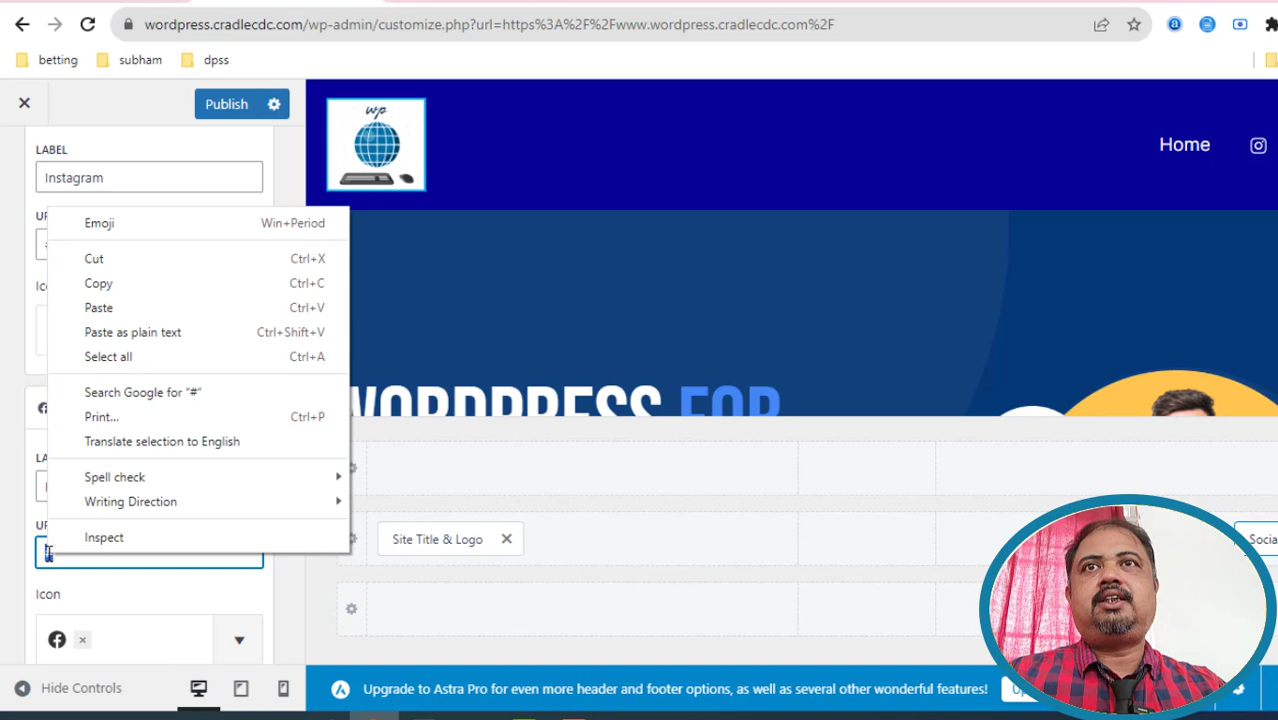 wordpress.cradlecdc.com/wp-admin/customize.php?url=https%3A%2F%2Fwww.wordpress.cradlecdc.com%2F
betting
subham
dpss
Publish
wp
Home
LABEL
Instagram
Emoji Win+Period
Cut Ctrl+X
Copy Ctrl+C
Paste Ctrl+V
Paste as plain text Ctrl+Shift+V
Select all Ctrl+A
Search Google for "#"
Print... Ctrl+P
Translate selection to English
Spell check
Writing Direction
Inspect
WORDPRESS FOR
Site Title & Logo
Icon
Hide Controls
Upgrade to Astra Pro for even more header and footer options, as well as several other wonderful features!